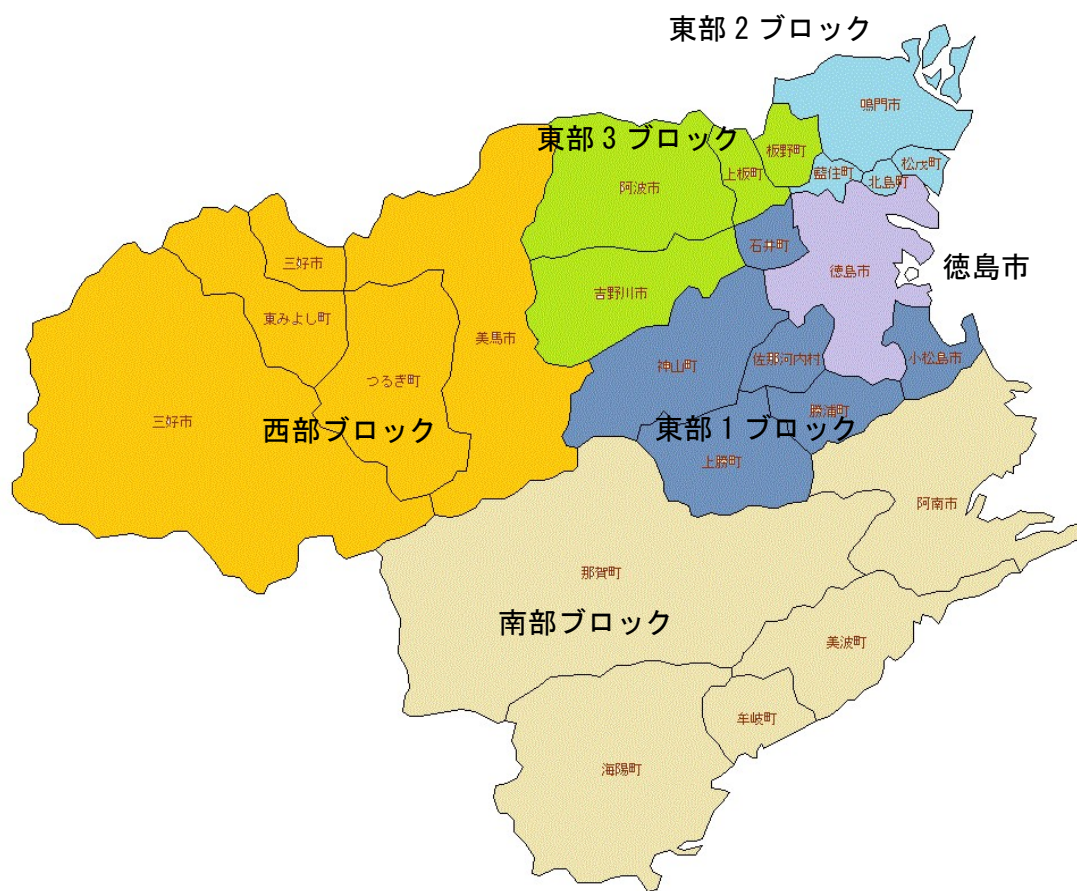 東部2ブロック
鳴門市
東部3ブロック
板野町
松茂町
上板町
藍住町
北島町
阿波市
石井町
三好市
徳島市
徳島市
吉野川市
東みよし町
美馬市
佐那河内村
小松島市
神山町
つるぎ町
勝浦町
三好市
西部ブロック
東部1ブロック
上勝町
阿南市
那賀町
南部ブロック
美波町
牟岐町
海陽町